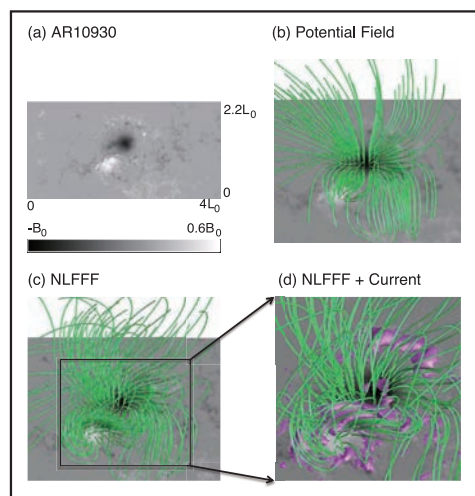 (a) AR10930
(b) Potential Field
2.2L₀
0
0
4L₀
-B₀
0.6B₀
(c) NLFFF
(d) NLFFF + Current